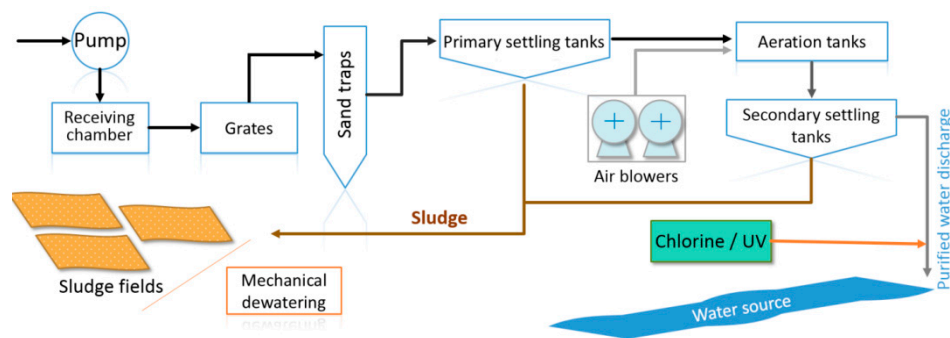 Pump
Receiving
chamber
Grates
Sand traps
Primary settling tanks
Aeration tanks
Secondary settling
tanks
Air blowers
Sludge
Chlorine / UV
Purified water discharge
Sludge fields
Mechanical
dewatering
Water source